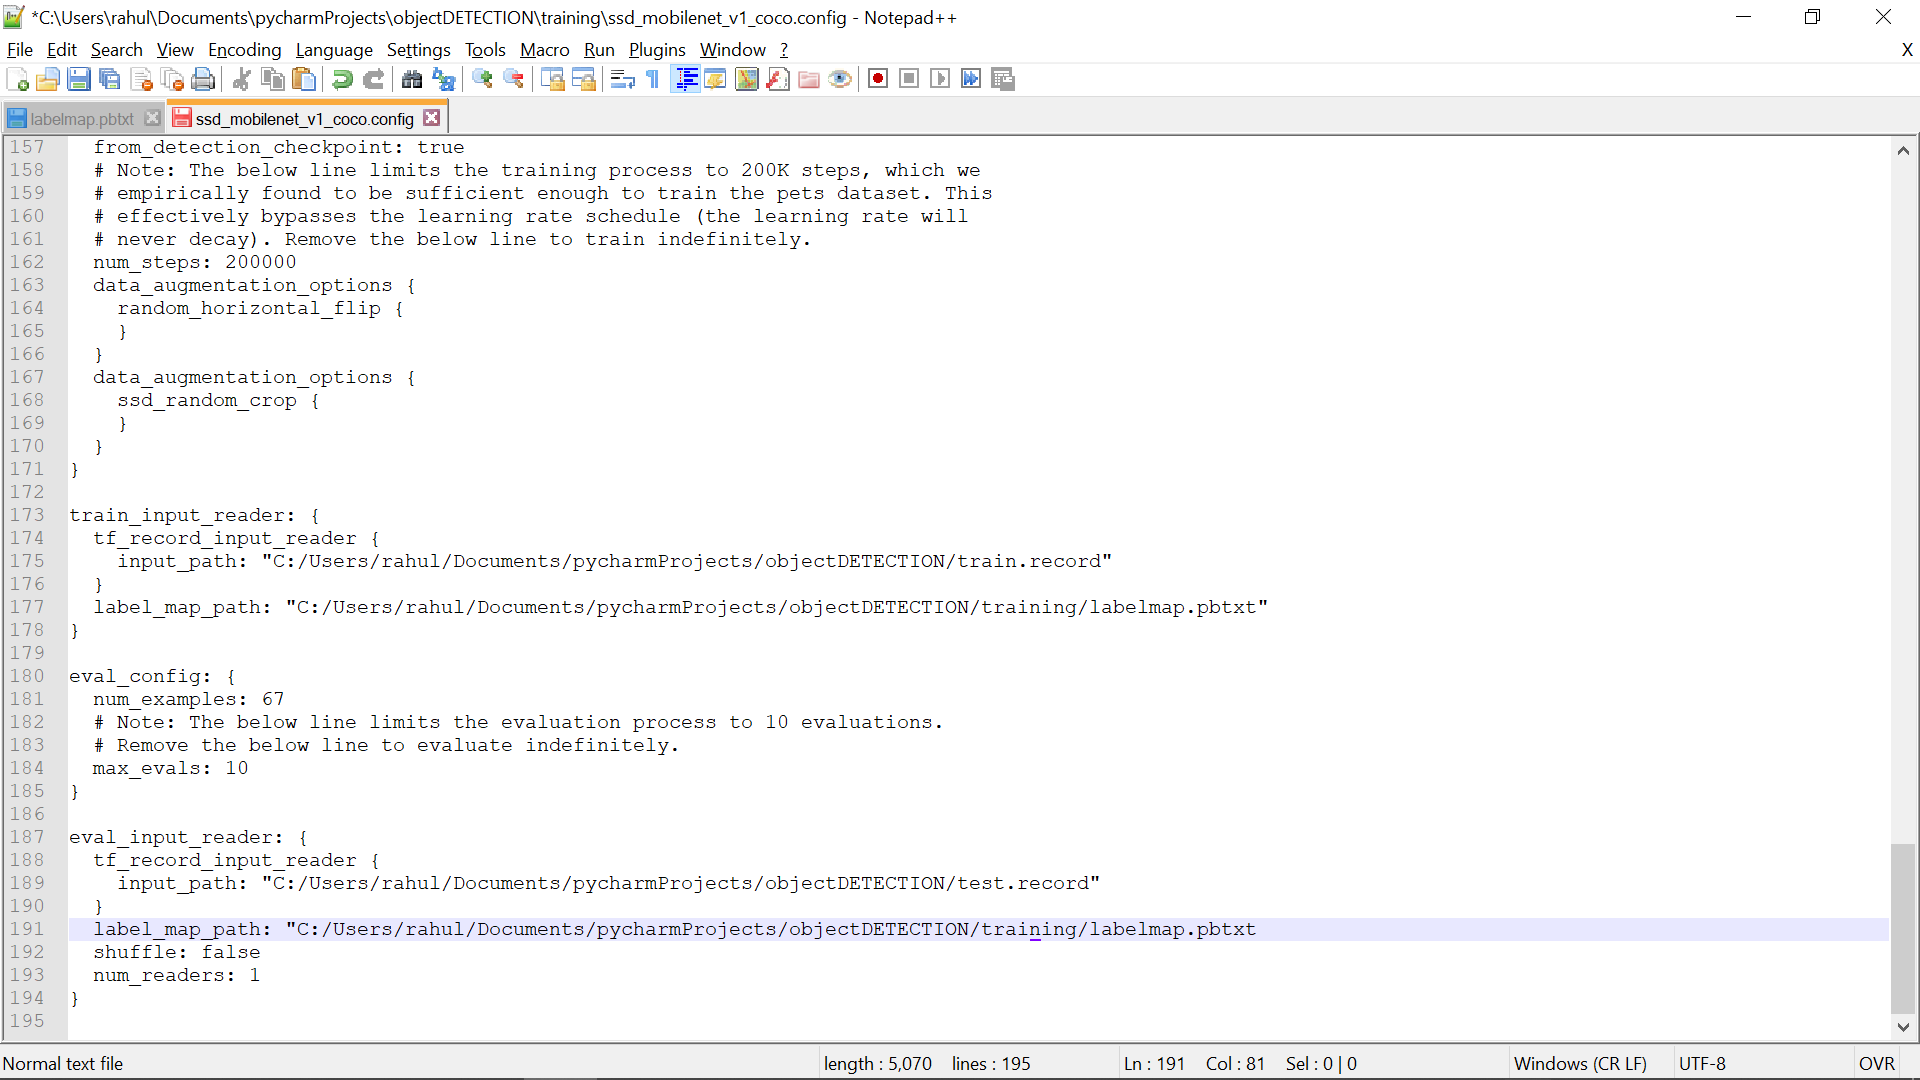 *C:\Users\rahul\Documents\pycharmProjects\objectDETECTION\training\ssd_mobilenet_v1_coco.config - Notepad++
File Edit Search View Encoding Language Settings Tools Macro Run Plugins Window ? X
labelmap.pbtxt ssd_mobilenet_v1_coco.config
157 from_detection_checkpoint: true
158 # Note: The below line limits the training process to 200K steps, which we
159 # empirically found to be sufficient enough to train the pets dataset. This
160 # effectively bypasses the learning rate schedule (the learning rate will
161 # never decay). Remove the below line to train indefinitely.
162 num_steps: 200000
163 data_augmentation_options {
164 random_horizontal_flip {
165 }
166 }
167 data_augmentation_options {
168 ssd_random_crop {
169 }
170 }
171 }
172
173 train_input_reader: {
174 tf_record_input_reader {
175 input_path: "C:/Users/rahul/Documents/pycharmProjects/objectDETECTION/train.record"
176 }
177 label_map_path: "C:/Users/rahul/Documents/pycharmProjects/objectDETECTION/training/labelmap.pbtxt"
178 }
179
180 eval_config: {
181 num_examples: 67
182 # Note: The below line limits the evaluation process to 10 evaluations.
183 # Remove the below line to evaluate indefinitely.
184 max_evals: 10
185 }
186
187 eval_input_reader: {
188 tf_record_input_reader {
189 input_path: "C:/Users/rahul/Documents/pycharmProjects/objectDETECTION/test.record"
190 }
191 label_map_path: "C:/Users/rahul/Documents/pycharmProjects/objectDETECTION/training/labelmap.pbtxt
192 shuffle: false
193 num_readers: 1
194 }
195
Normal text file length : 5,070 lines : 195 Ln : 191 Col : 81 Sel : 0 | 0 Windows (CR LF) UTF-8 OVR